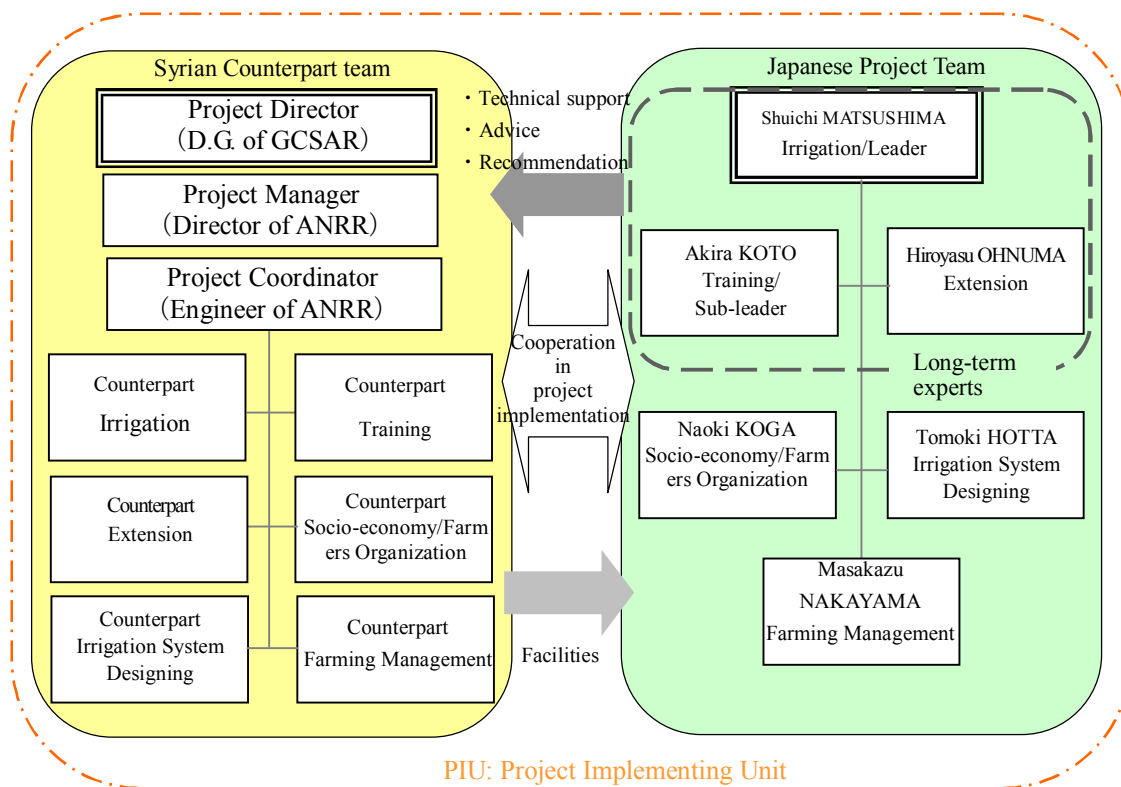 Syrian Counterpart team
Project Director
(D.G. of GCSAR)
Project Manager
(Director of ANRR)
Project Coordinator
(Engineer of ANRR)
Counterpart
Irrigation
Counterpart
Training
Counterpart
Extension
Counterpart
Socio-economy/Farm
ers Organization
Counterpart
Irrigation System
Designing
Counterpart
Farming Management
・Technical support
・Advice
・Recommendation
Cooperation
in
project
implementation
Facilities
Japanese Project Team
Shuichi MATSUSHIMA
Irrigation/Leader
Akira KOTO
Training/
Sub-leader
Hiroyasu OHNUMA
Extension
Long-term
experts
Naoki KOGA
Socio-economy/Farm
ers Organization
Tomoki HOTTA
Irrigation System
Designing
Masakazu
NAKAYAMA
Farming Management
PIU: Project Implementing Unit